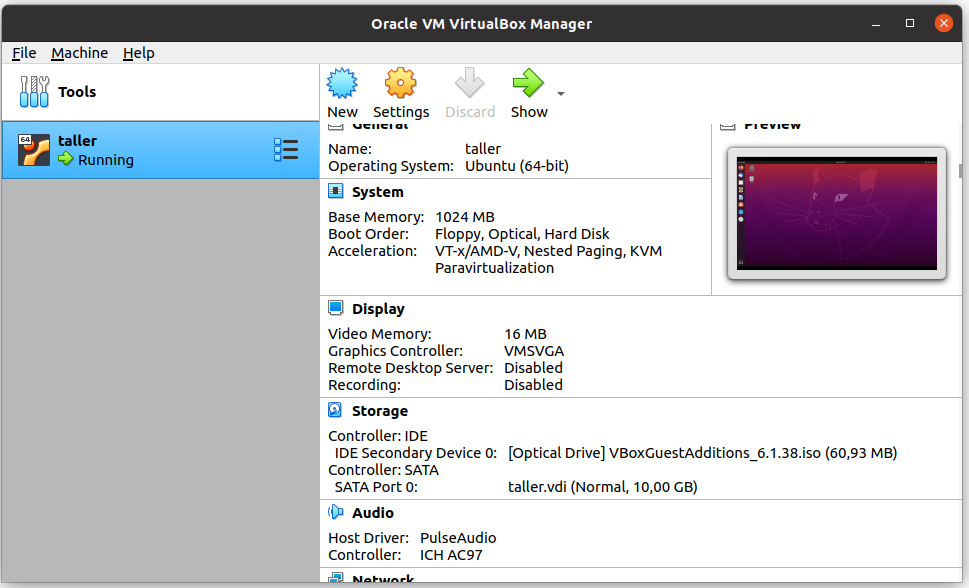 Oracle VM VirtualBox Manager
File Machine Help
Tools
New Settings Discard Show
64
taller
Running
General
Name: taller
Operating System: Ubuntu (64-bit)
Preview
System
Base Memory: 1024 MB
Boot Order: Floppy, Optical, Hard Disk
Acceleration: VT-x/AMD-V, Nested Paging, KVM
Paravirtualization
Display
Video Memory: 16 MB
Graphics Controller: VMSVGA
Remote Desktop Server: Disabled
Recording: Disabled
Storage
Controller: IDE
IDE Secondary Device 0: [Optical Drive] VBoxGuestAdditions_6.1.38.iso (60,93 MB)
Controller: SATA
SATA Port 0: taller.vdi (Normal, 10,00 GB)
Audio
Host Driver: PulseAudio
Controller: ICH AC97
Network